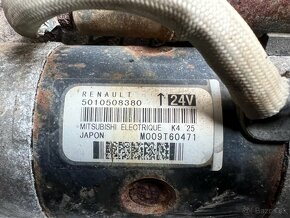 RENAULT
5010508380 ↑ 24V
MITSUBISHI ELECTRIQUE K4 25
JAPON M009T60471